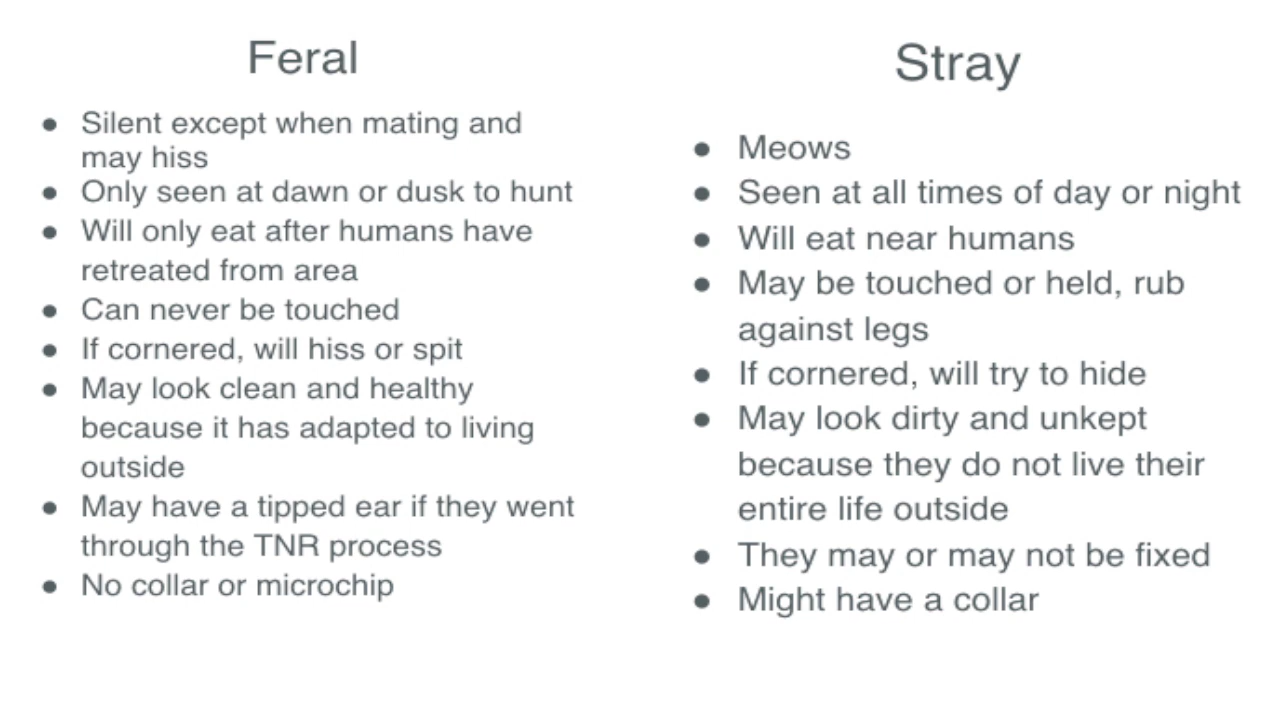 Feral
● Silent except when mating and
may hiss
● Only seen at dawn or dusk to hunt
● Will only eat after humans have
retreated from area
● Can never be touched
● If cornered, will hiss or spit
● May look clean and healthy
because it has adapted to living
outside
● May have a tipped ear if they went
through the TNR process
● No collar or microchip
Stray
● Meows
● Seen at all times of day or night
● Will eat near humans
● May be touched or held, rub
against legs
● If cornered, will try to hide
● May look dirty and unkept
because they do not live their
entire life outside
● They may or may not be fixed
● Might have a collar